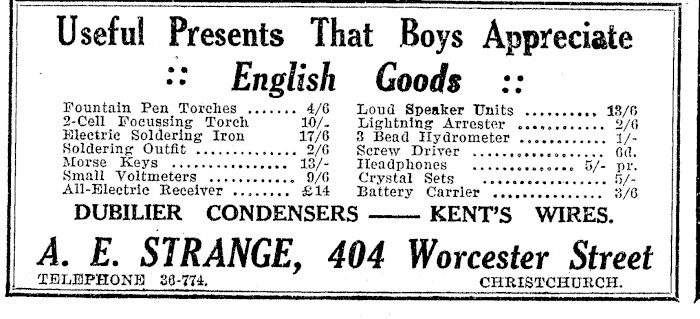 Useful Presents That Boys Appreciate
:: English Goods ::
Fountain Pen Torches ....... 4/6
2-Cell Focussing Torch 10/-
Electric Soldering Iron 17/6
Soldering Outfit ............... 2/6
Morse Keys ................. 13/-
Small Voltmeters ............ 9/6
All-Electric Receiver ........ £14
Loud Speaker Units .......... 13/6
Lightning Arrester ............ 2/6
3 Bead Hydrometer ............ 1/-
Screw Driver .................. 6d.
Headphones ............... 5/- pr.
Crystal Sets .................. 5/-
Battery Carrier .............. 3/6
DUBILIER CONDENSERS —— KENT'S WIRES.
A. E. STRANGE, 404 Worcester Street
TELEPHONE 36-774. CHRISTCHURCH.